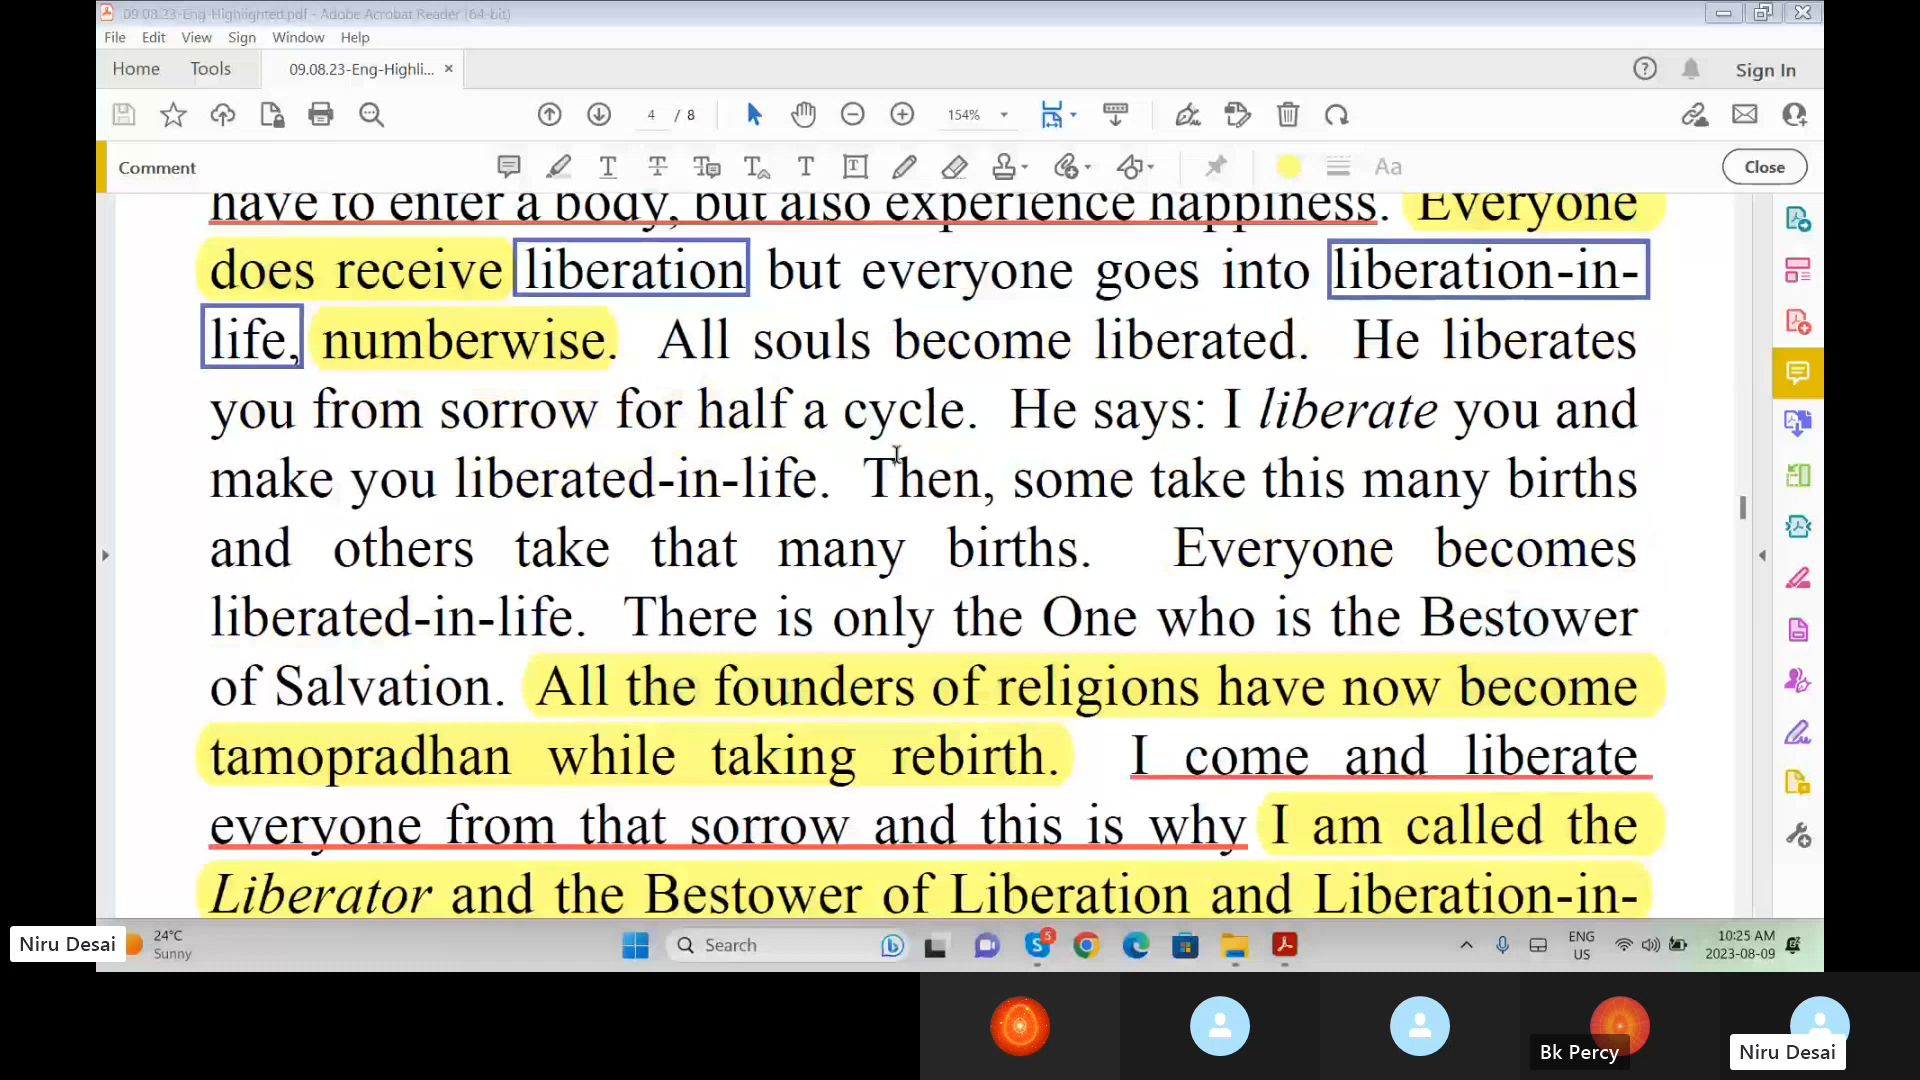 09.08.23-Eng-Highlighted.pdf - Adobe Acrobat Reader (64-bit)
File Edit View Sign Window Help
Home Tools 09.08.23-Eng-Highli... × Sign In
4 / 8 154%
Comment Aa Close
have to enter a body, but also experience happiness. Everyone
does receive liberation but everyone goes into liberation-in-
life, numberwise. All souls become liberated. He liberates
you from sorrow for half a cycle. He says: I liberate you and
make you liberated-in-life. Then, some take this many births
and others take that many births. Everyone becomes
liberated-in-life. There is only the One who is the Bestower
of Salvation. All the founders of religions have now become
tamopradhan while taking rebirth. I come and liberate
everyone from that sorrow and this is why I am called the
Liberator and the Bestower of Liberation and Liberation-in-
Niru Desai
24°C
Sunny
Search
5
ENG
US
10:25 AM
2023-08-09
Bk Percy
Niru Desai